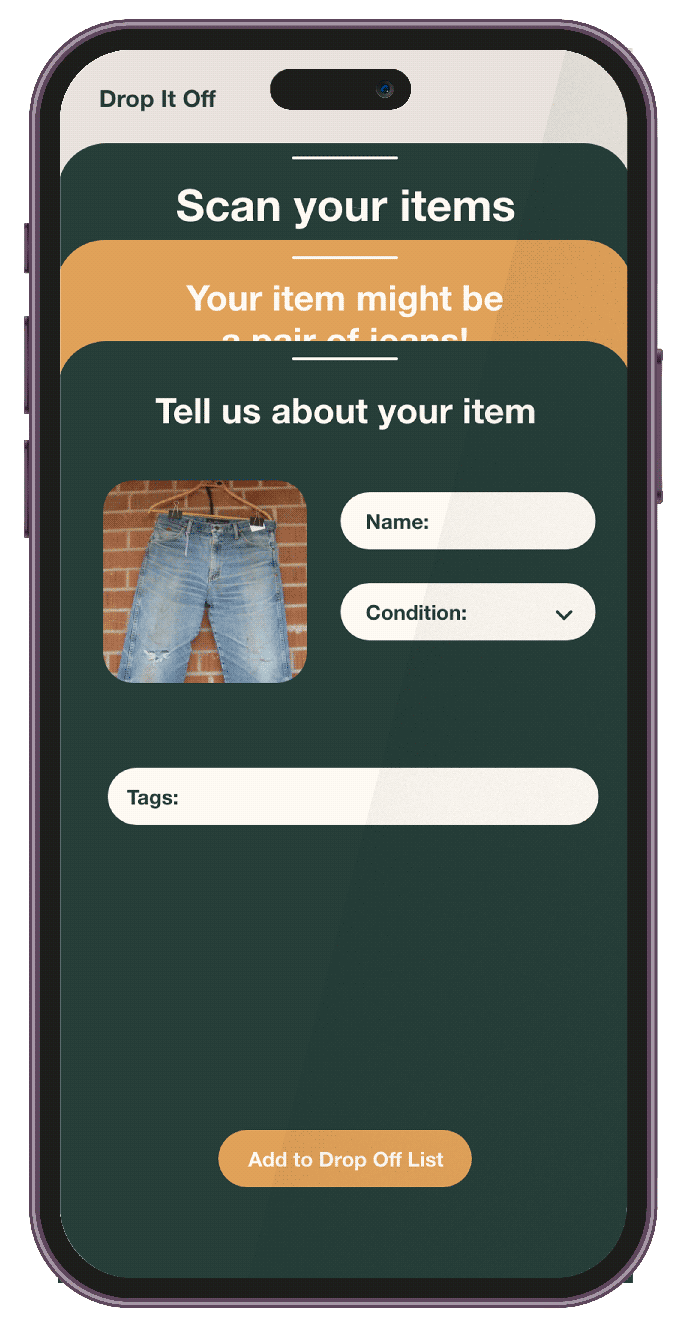 Drop It Off
Scan your items
Your item might be
a pair of jeans!
Tell us about your item
Name:
Condition:
Tags:
Add to Drop Off List